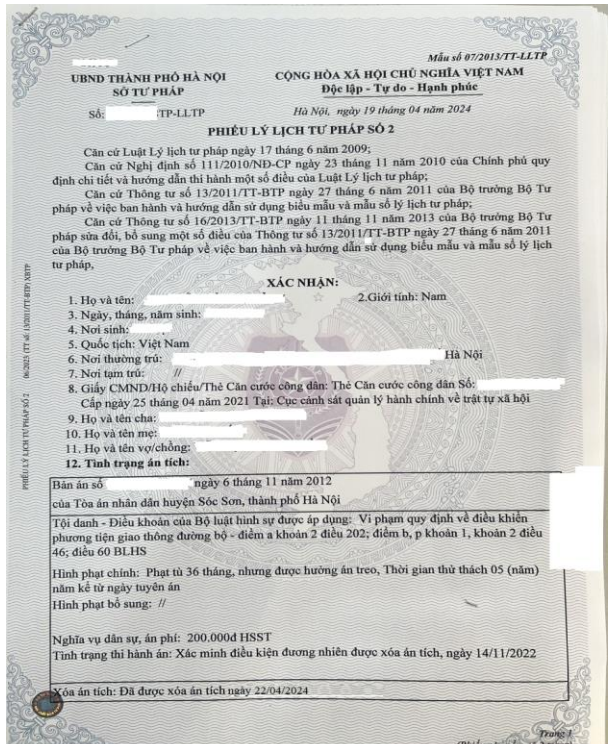 Mẫu số 07/2013/TT-LLTP
UBND THÀNH PHỐ HÀ NỘI
SỞ TƯ PHÁP
CỘNG HÒA XÃ HỘI CHỦ NGHĨA VIỆT NAM
Độc lập - Tự do - Hạnh phúc
Số: TP-LLTP
Hà Nội, ngày 19 tháng 04 năm 2024
PHIẾU LÝ LỊCH TƯ PHÁP SỐ 2
Căn cứ Luật Lý lịch tư pháp ngày 17 tháng 6 năm 2009;
Căn cứ Nghị định số 111/2010/NĐ-CP ngày 23 tháng 11 năm 2010 của Chính phủ quy
định chi tiết và hướng dẫn thi hành một số điều của Luật Lý lịch tư pháp;
Căn cứ Thông tư số 13/2011/TT-BTP ngày 27 tháng 6 năm 2011 của Bộ trưởng Bộ Tư
pháp về việc ban hành và hướng dẫn sử dụng biểu mẫu và mẫu sổ lý lịch tư pháp;
Căn cứ Thông tư số 16/2013/TT-BTP ngày 11 tháng 11 năm 2013 của Bộ trưởng Bộ Tư
pháp sửa đổi, bổ sung một số điều của Thông tư số 13/2011/TT-BTP ngày 27 tháng 6 năm 2011
của Bộ trưởng Bộ Tư pháp về việc ban hành và hướng dẫn sử dụng biểu mẫu và mẫu sổ lý lịch
tư pháp,
XÁC NHẬN:
1. Họ và tên:
2.Giới tính: Nam
3. Ngày, tháng, năm sinh:
4. Nơi sinh:
5. Quốc tịch: Việt Nam
6. Nơi thường trú: Hà Nội
7. Nơi tạm trú: //
8. Giấy CMND/Hộ chiếu/Thẻ Căn cước công dân: Thẻ Căn cước công dân Số:
Cấp ngày 25 tháng 04 năm 2021 Tại: Cục cảnh sát quản lý hành chính về trật tự xã hội
9. Họ và tên cha:
10. Họ và tên mẹ:
11. Họ và tên vợ/chồng:
12. Tình trạng án tích:
Bản án số ngày 6 tháng 11 năm 2012
của Tòa án nhân dân huyện Sóc Sơn, thành phố Hà Nội
Tội danh - Điều khoản của Bộ luật hình sự được áp dụng: Vi phạm quy định về điều khiển
phương tiện giao thông đường bộ - điểm a khoản 2 điều 202; điểm b, p khoản 1, khoản 2 điều
46; điều 60 BLHS
Hình phạt chính: Phạt tù 36 tháng, nhưng được hưởng án treo, Thời gian thử thách 05 (năm)
năm kể từ ngày tuyên án
Hình phạt bổ sung: //
Nghĩa vụ dân sự, án phí: 200.000đ HSST
Tình trạng thi hành án: Xác minh điều kiện đương nhiên được xóa án tích, ngày 14/11/2022
Xóa án tích: Đã được xóa án tích ngày 22/04/2024
Trang 1
PHIẾU LÝ LỊCH TƯ PHÁP SỐ 2